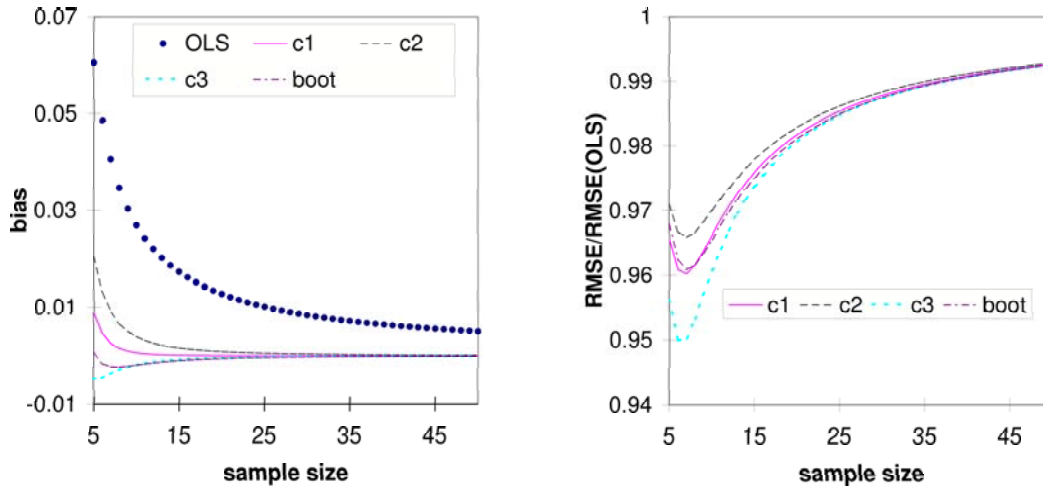 0.07
0.05
0.03
0.01
-0.01
bias
OLS c1 c2
c3 boot
5 15 25 35 45
sample size
1
0.99
0.98
0.97
0.96
0.95
0.94
RMSE/RMSE(OLS)
c1 c2 c3 boot
5 15 25 35 45
sample size